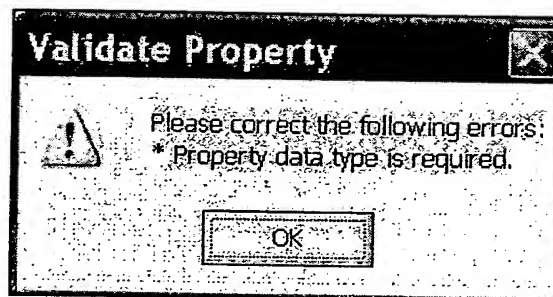 Validate Property
Please correct the following errors:
* Property data type is required.
OK